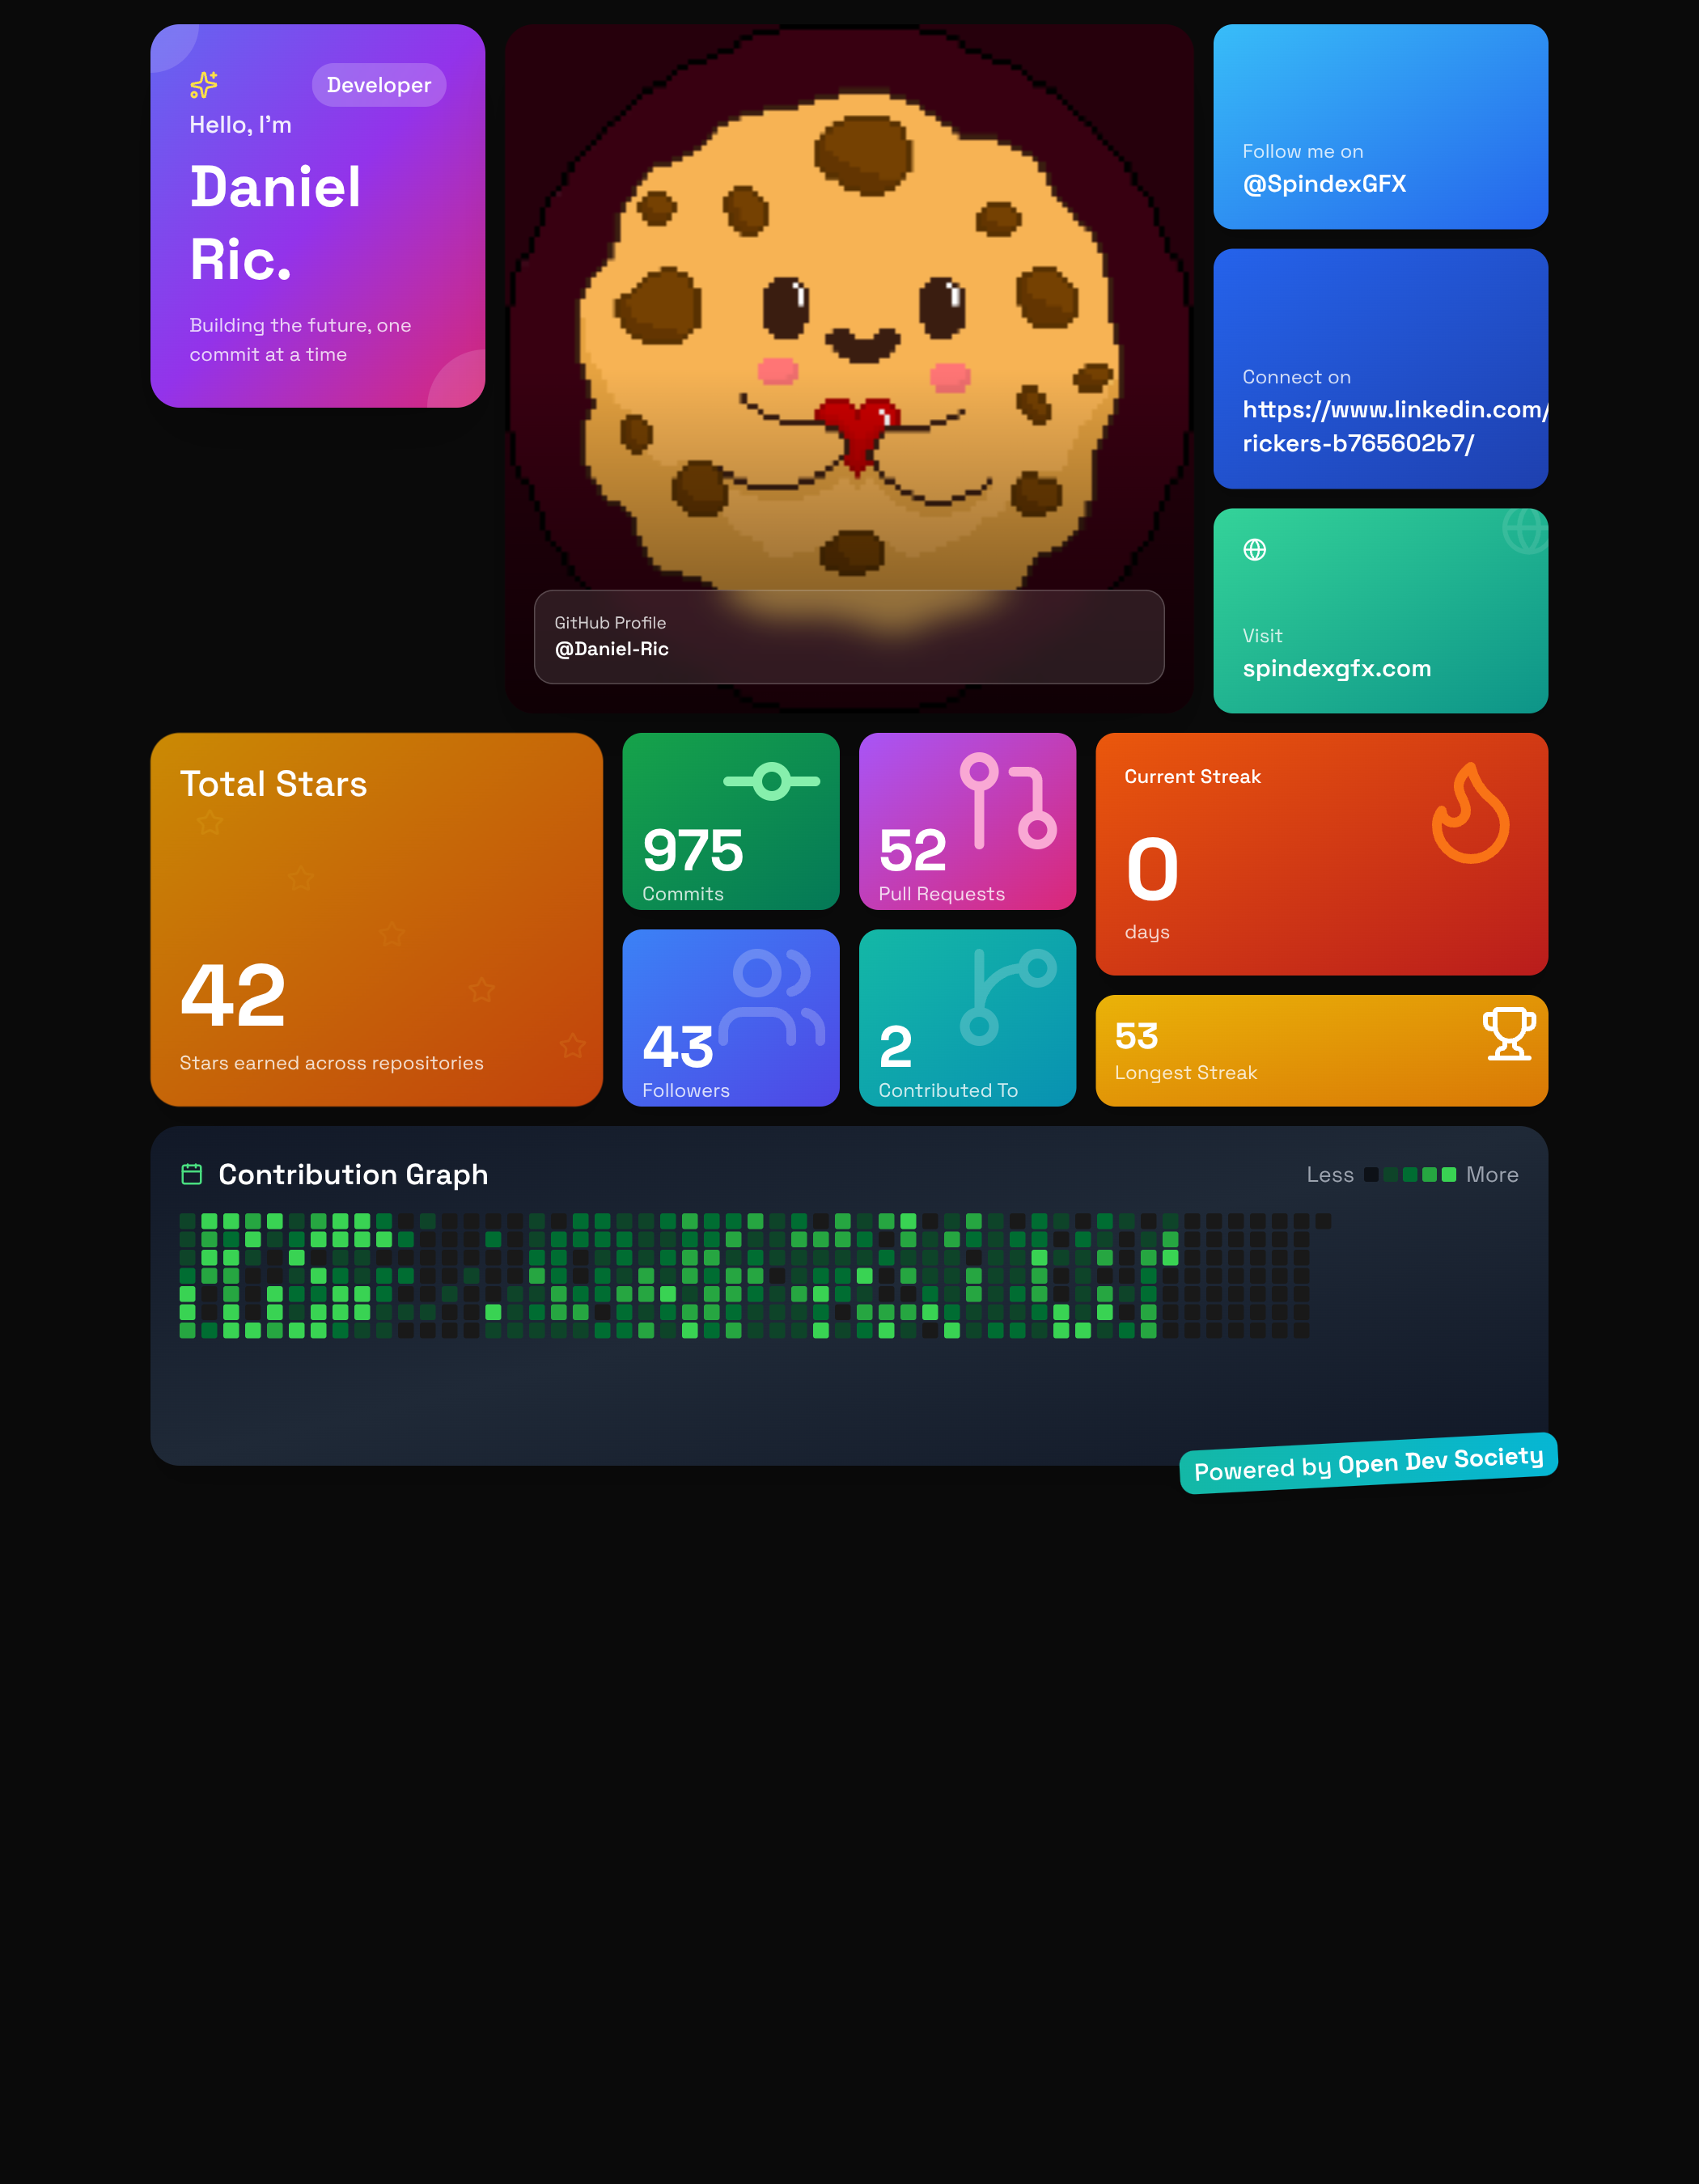 Developer
Hello, I'm
Daniel
Ric.
Building the future, one
commit at a time
GitHub Profile
@Daniel-Ric
Follow me on
@SpindexGFX
Connect on
https://www.linkedin.com/
rickers-b765602b7/
Visit
spindexgfx.com
Total Stars
42
Stars earned across repositories
975
Commits
52
Pull Requests
43
Followers
2
Contributed To
Current Streak
0
days
53
Longest Streak
Contribution Graph
Less More
Powered by Open Dev Society